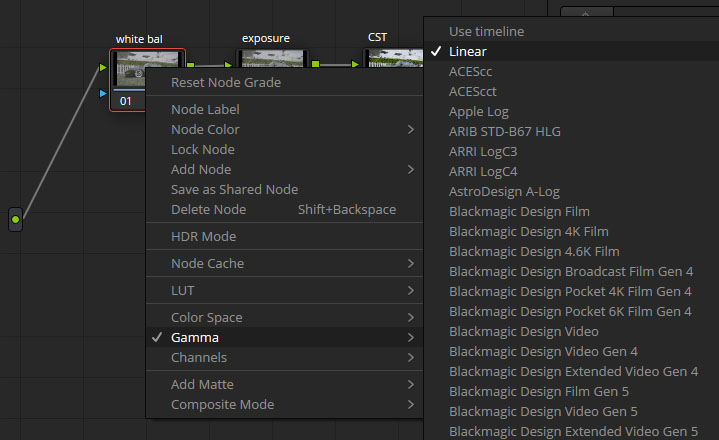 white bal
exposure
CST
01
Reset Node Grade
Node Label
Node Color
Lock Node
Add Node
Save as Shared Node
Delete Node Shift+Backspace
HDR Mode
Node Cache
LUT
Color Space
Gamma
Channels
Add Matte
Composite Mode
Use timeline
Linear
ACEScc
ACEScct
Apple Log
ARIB STD-B67 HLG
ARRI LogC3
ARRI LogC4
AstroDesign A-Log
Blackmagic Design Film
Blackmagic Design 4K Film
Blackmagic Design 4.6K Film
Blackmagic Design Broadcast Film Gen 4
Blackmagic Design Pocket 4K Film Gen 4
Blackmagic Design Pocket 6K Film Gen 4
Blackmagic Design Video
Blackmagic Design Video Gen 4
Blackmagic Design Extended Video Gen 4
Blackmagic Design Film Gen 5
Blackmagic Design Video Gen 5
Blackmagic Design Extended Video Gen 5